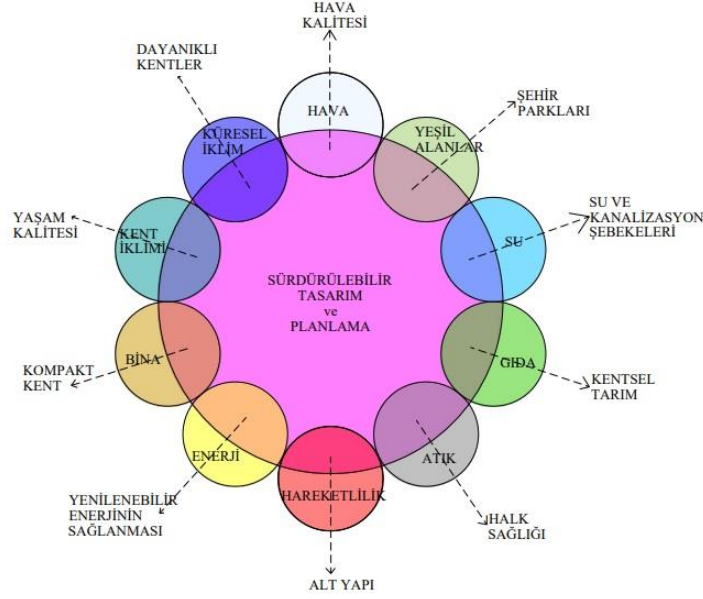 HAVA
KALİTESİ
DAYANIKLI
KENTLER
ŞEHİR
PARKLARI
HAVA
KÜRESEL
İKLİM
YEŞİL
ALANLAR
YAŞAM
KALİTESİ
KENT
İKLİMİ
SU
SU VE
KANALİZASYON
ŞEBEKELERİ
SÜRDÜRÜLEBİLİR
TASARIM
ve
PLANLAMA
KOMPAKT
KENT
BİNA
GIDA
KENTSEL
TARIM
ENERJİ
ATIK
HAREKETLİLIK
YENİLENEBİLİR
ENERJİNİN
SAĞLANMASI
HALK
SAĞLIĞI
ALT YAPI